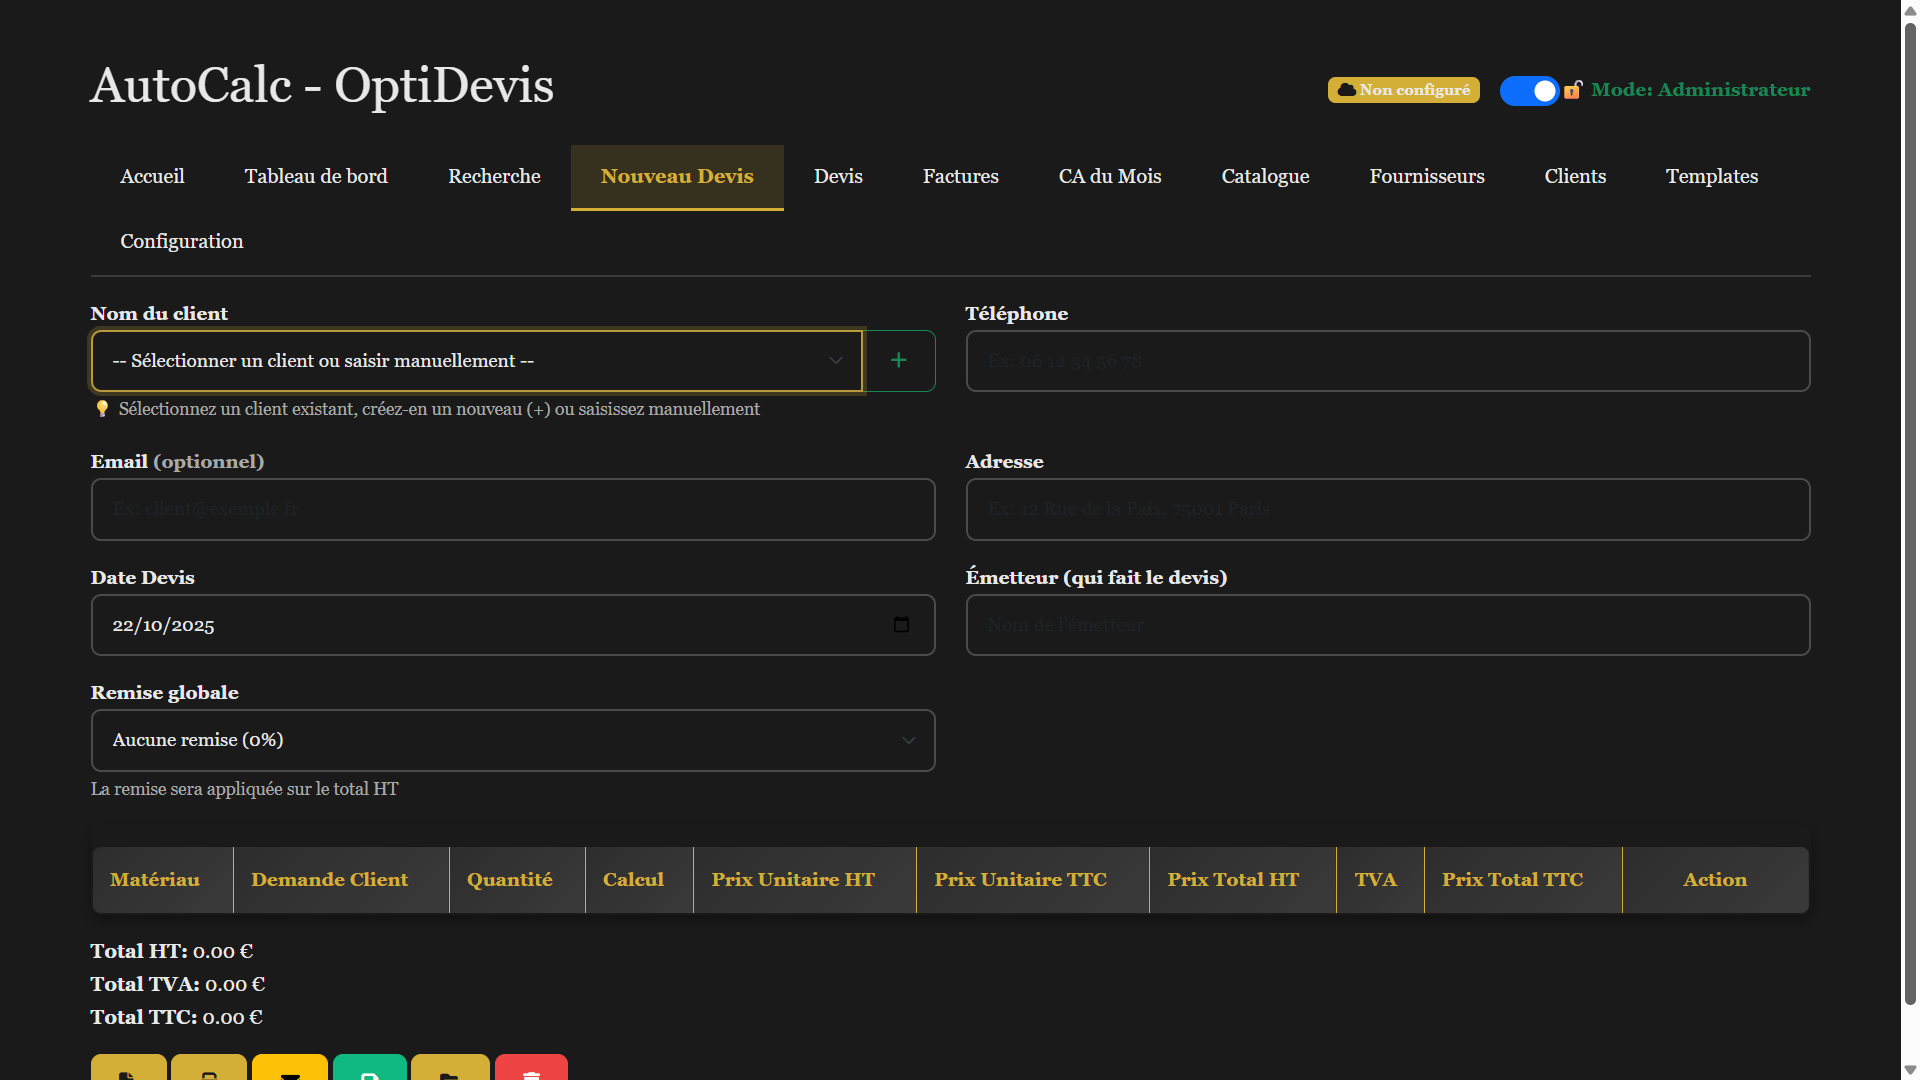 AutoCalc - OptiDevis
Non configuré
Mode: Administrateur
Accueil
Tableau de bord
Recherche
Nouveau Devis
Devis
Factures
CA du Mois
Catalogue
Fournisseurs
Clients
Templates
Configuration
Nom du client
Téléphone
-- Sélectionner un client ou saisir manuellement --
+
Ex: 06 12 34 56 78
Sélectionnez un client existant, créez-en un nouveau (+) ou saisissez manuellement
Email (optionnel)
Adresse
Ex: client@exemple.fr
Ex: 12 Rue de la Paix, 75001 Paris
Date Devis
Émetteur (qui fait le devis)
22/10/2025
Nom de l'émetteur
Remise globale
Aucune remise (0%)
La remise sera appliquée sur le total HT
Matériau
Demande Client
Quantité
Calcul
Prix Unitaire HT
Prix Unitaire TTC
Prix Total HT
TVA
Prix Total TTC
Action
Total HT: 0.00 €
Total TVA: 0.00 €
Total TTC: 0.00 €